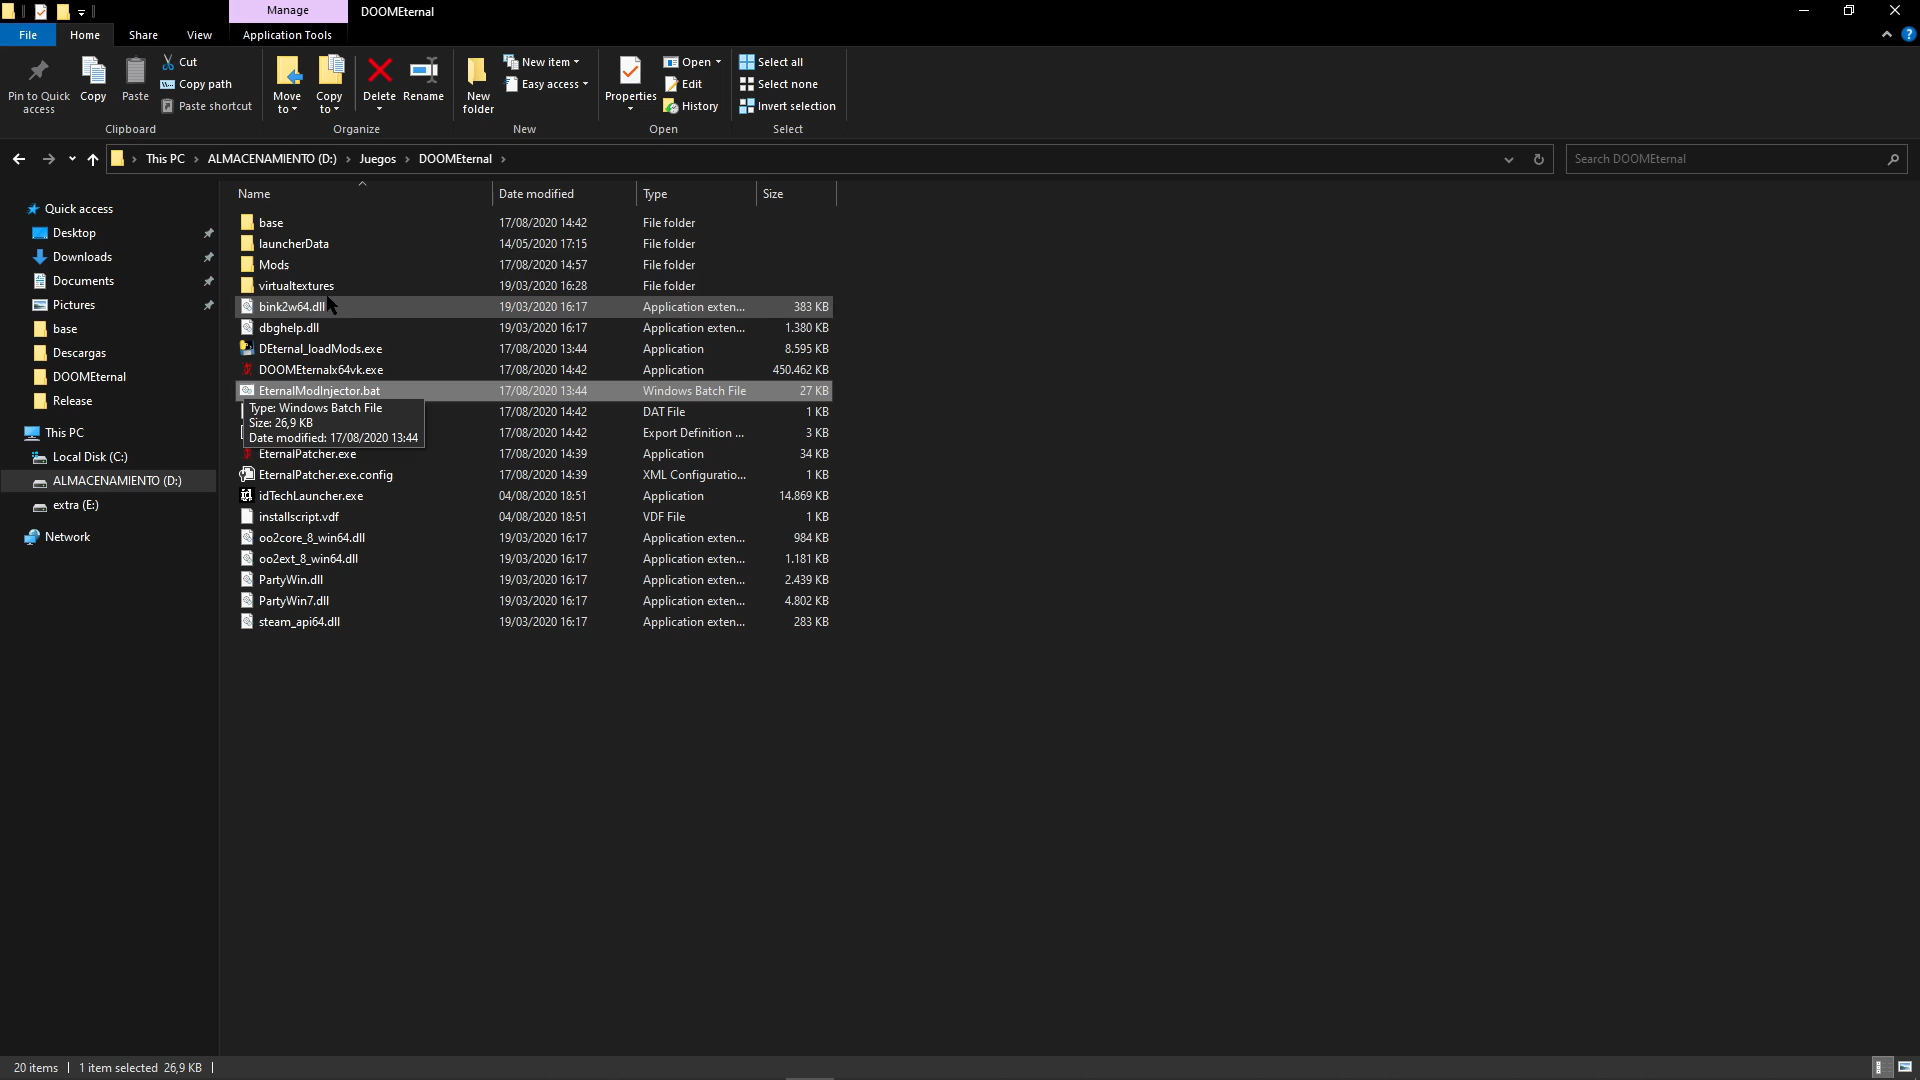 Manage
DOOMEternal
File
Home
Share
View
Application Tools
Pin to Quick
access
Copy
Paste
Cut
Copy path
Paste shortcut
Clipboard
Move
to
Copy
to
Delete
Rename
Organize
New
folder
New item
Easy access
New
Properties
Open
Edit
History
Open
Select all
Select none
Invert selection
Select
This PC
ALMACENAMIENTO (D:)
Juegos
DOOMEternal
Search DOOMEternal
Quick access
Desktop
Downloads
Documents
Pictures
base
Descargas
DOOMEternal
Release
This PC
Local Disk (C:)
ALMACENAMIENTO (D:)
extra (E:)
Network
Name Date modified Type Size
base 17/08/2020 14:42 File folder
launcherData 14/05/2020 17:15 File folder
Mods 17/08/2020 14:57 File folder
virtualtextures 19/03/2020 16:28 File folder
bink2w64.dll 19/03/2020 16:17 Application exten... 383 KB
dbghelp.dll 19/03/2020 16:17 Application exten... 1.380 KB
DEternal_loadMods.exe 17/08/2020 13:44 Application 8.595 KB
DOOMEternalx64vk.exe 17/08/2020 14:42 Application 450.462 KB
EternalModInjector.bat 17/08/2020 13:44 Windows Batch File 27 KB
Type: Windows Batch File
Size: 26,9 KB
Date modified: 17/08/2020 13:44
17/08/2020 14:42 DAT File 1 KB
17/08/2020 14:42 Export Definition ... 3 KB
EternalPatcher.exe 17/08/2020 14:39 Application 34 KB
EternalPatcher.exe.config 17/08/2020 14:39 XML Configuratio... 1 KB
idTechLauncher.exe 04/08/2020 18:51 Application 14.869 KB
installscript.vdf 04/08/2020 18:51 VDF File 1 KB
oo2core_8_win64.dll 19/03/2020 16:17 Application exten... 984 KB
oo2ext_8_win64.dll 19/03/2020 16:17 Application exten... 1.181 KB
PartyWin.dll 19/03/2020 16:17 Application exten... 2.439 KB
PartyWin7.dll 19/03/2020 16:17 Application exten... 4.802 KB
steam_api64.dll 19/03/2020 16:17 Application exten... 283 KB
20 items
1 item selected 26,9 KB